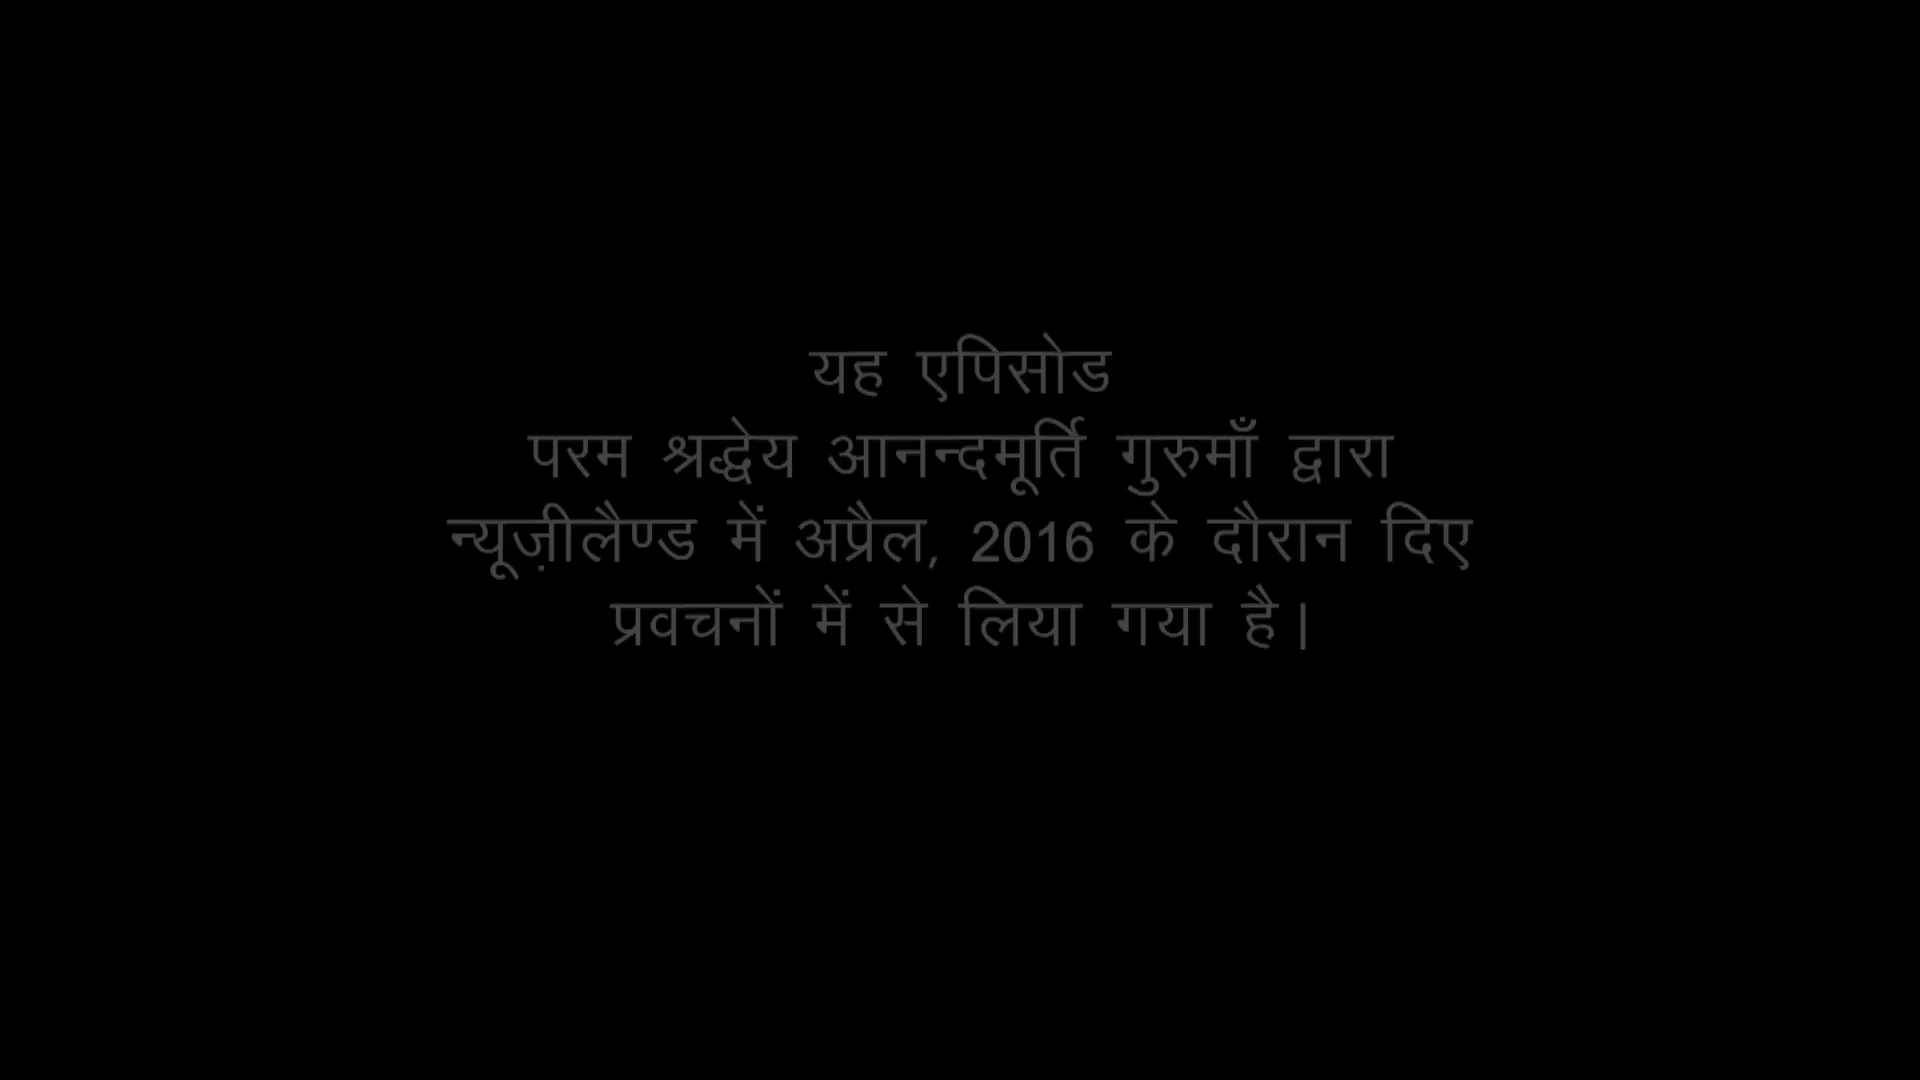 यह एपिसोड
परम श्रद्धेय आनन्दमूर्ति गुरुमाँ द्वारा
न्यूज़ीलैण्ड में अप्रैल, 2016 के दौरान दिए
प्रवचनों में से लिया गया है।